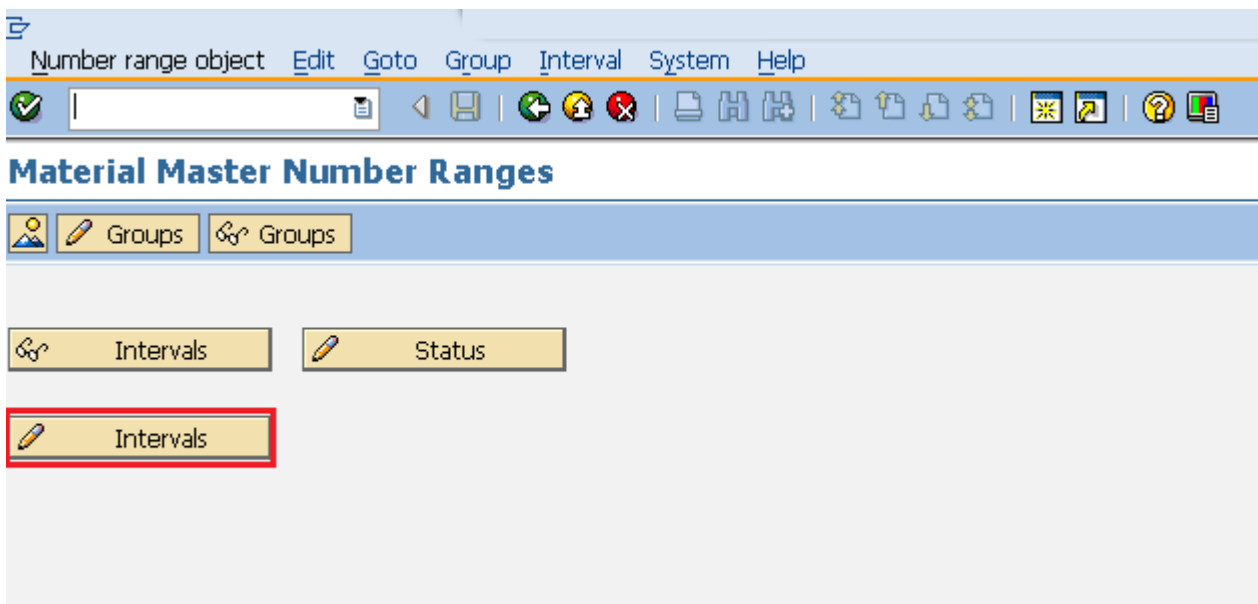 Number range object Edit Goto Group Interval System Help
Material Master Number Ranges
Groups Groups
Intervals Status
Intervals